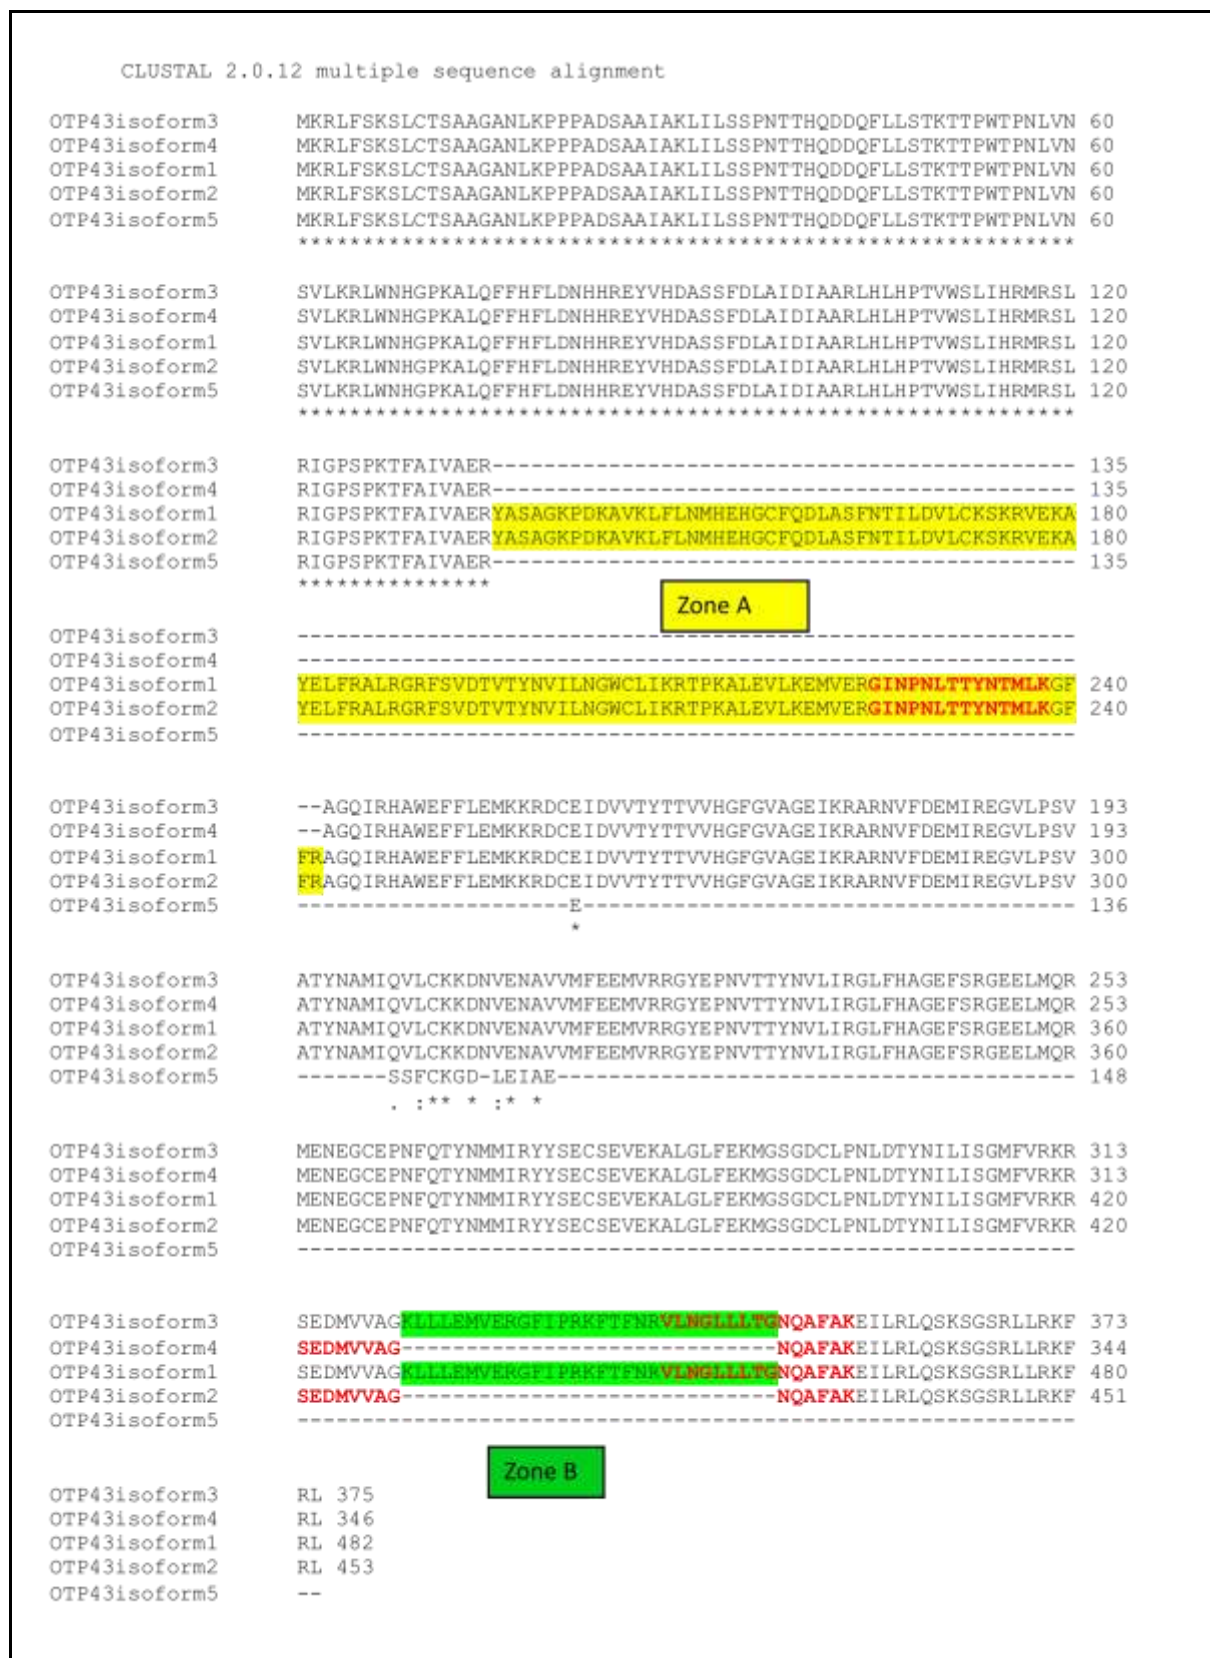 CLUSTAL 2.0.12 multiple sequence alignment
OTP43isoform3 MKRLFSKSLCTSAAGANLKPPPADSAAIAKLILSSPNTTHQDDQFLLSTKTTPWTPNLVN 60
OTP43isoform4 MKRLFSKSLCTSAAGANLKPPPADSAAIAKLILSSPNTTHQDDQFLLSTKTTPWTPNLVN 60
OTP43isoform1 MKRLFSKSLCTSAAGANLKPPPADSAAIAKLILSSPNTTHQDDQFLLSTKTTPWTPNLVN 60
OTP43isoform2 MKRLFSKSLCTSAAGANLKPPPADSAAIAKLILSSPNTTHQDDQFLLSTKTTPWTPNLVN 60
OTP43isoform5 MKRLFSKSLCTSAAGANLKPPPADSAAIAKLILSSPNTTHQDDQFLLSTKTTPWTPNLVN 60
************************************************************
OTP43isoform3 SVLKRLWNHGPKALQFFHFLDNHHREYVHDASSFDLAIDIAARLHLHPTVWSLIHRMRSL 120
OTP43isoform4 SVLKRLWNHGPKALQFFHFLDNHHREYVHDASSFDLAIDIAARLHLHPTVWSLIHRMRSL 120
OTP43isoform1 SVLKRLWNHGPKALQFFHFLDNHHREYVHDASSFDLAIDIAARLHLHPTVWSLIHRMRSL 120
OTP43isoform2 SVLKRLWNHGPKALQFFHFLDNHHREYVHDASSFDLAIDIAARLHLHPTVWSLIHRMRSL 120
OTP43isoform5 SVLKRLWNHGPKALQFFHFLDNHHREYVHDASSFDLAIDIAARLHLHPTVWSLIHRMRSL 120
************************************************************
OTP43isoform3 RIGPSPKTFAIVAER--------------------------------------------- 135
OTP43isoform4 RIGPSPKTFAIVAER--------------------------------------------- 135
OTP43isoform1 RIGPSPKTFAIVAERYASAGKPDKAVKLFLNMHEHGCFQDLASFNTILDVLCKSKRVEKA 180
OTP43isoform2 RIGPSPKTFAIVAERYASAGKPDKAVKLFLNMHEHGCFQDLASFNTILDVLCKSKRVEKA 180
OTP43isoform5 RIGPSPKTFAIVAER--------------------------------------------- 135
***************
Zone A
OTP43isoform3 ------------------------------------------------------------
OTP43isoform4 ------------------------------------------------------------
OTP43isoform1 YELFRALRGRFSVDTVTYNVILNGWCLIKRTPKALEVLKEMVERGINPNLTTYNTMLKGF 240
OTP43isoform2 YELFRALRGRFSVDTVTYNVILNGWCLIKRTPKALEVLKEMVERGINPNLTTYNTMLKGF 240
OTP43isoform5 ------------------------------------------------------------
OTP43isoform3 --AGQIRHAWEFFLEMKKRDCEIDVVTYTTVVHGFGVAGEIKRARNVFDEMIREGVLPSV 193
OTP43isoform4 --AGQIRHAWEFFLEMKKRDCEIDVVTYTTVVHGFGVAGEIKRARNVFDEMIREGVLPSV 193
OTP43isoform1 FRAGQIRHAWEFFLEMKKRDCEIDVVTYTTVVHGFGVAGEIKRARNVFDEMIREGVLPSV 300
OTP43isoform2 FRAGQIRHAWEFFLEMKKRDCEIDVVTYTTVVHGFGVAGEIKRARNVFDEMIREGVLPSV 300
OTP43isoform5 ---------------------E-------------------------------------- 136
*
OTP43isoform3 ATYNAMIQVLCKKDNVENAVVMFEEMVRRGYEPNVTTYNVLIRGLFHAGEFSRGEELMQR 253
OTP43isoform4 ATYNAMIQVLCKKDNVENAVVMFEEMVRRGYEPNVTTYNVLIRGLFHAGEFSRGEELMQR 253
OTP43isoform1 ATYNAMIQVLCKKDNVENAVVMFEEMVRRGYEPNVTTYNVLIRGLFHAGEFSRGEELMQR 360
OTP43isoform2 ATYNAMIQVLCKKDNVENAVVMFEEMVRRGYEPNVTTYNVLIRGLFHAGEFSRGEELMQR 360
OTP43isoform5 -------SSFCKGD-LEIAE---------------------------------------- 148
. :** * :* *
OTP43isoform3 MENEGCEPNFQTYNMMIRYYSECSEVEKALGLFEKMGSGDCLPNLDTYNILISGMFVRKR 313
OTP43isoform4 MENEGCEPNFQTYNMMIRYYSECSEVEKALGLFEKMGSGDCLPNLDTYNILISGMFVRKR 313
OTP43isoform1 MENEGCEPNFQTYNMMIRYYSECSEVEKALGLFEKMGSGDCLPNLDTYNILISGMFVRKR 420
OTP43isoform2 MENEGCEPNFQTYNMMIRYYSECSEVEKALGLFEKMGSGDCLPNLDTYNILISGMFVRKR 420
OTP43isoform5 ------------------------------------------------------------
OTP43isoform3 SEDMVVAGKLLLEMVERGFIPRKFTFNRVLNGLLLTGNQAFAKEILRLQSKSGSRLLRKF 373
OTP43isoform4 SEDMVVAG-----------------------------NQAFAKEILRLQSKSGSRLLRKF 344
OTP43isoform1 SEDMVVAGKLLLEMVERGFIPRKFTFNRVLNGLLLTGNQAFAKEILRLQSKSGSRLLRKF 480
OTP43isoform2 SEDMVVAG-----------------------------NQAFAKEILRLQSKSGSRLLRKF 451
OTP43isoform5 ------------------------------------------------------------
Zone B
OTP43isoform3 RL 375
OTP43isoform4 RL 346
OTP43isoform1 RL 482
OTP43isoform2 RL 453
OTP43isoform5 --